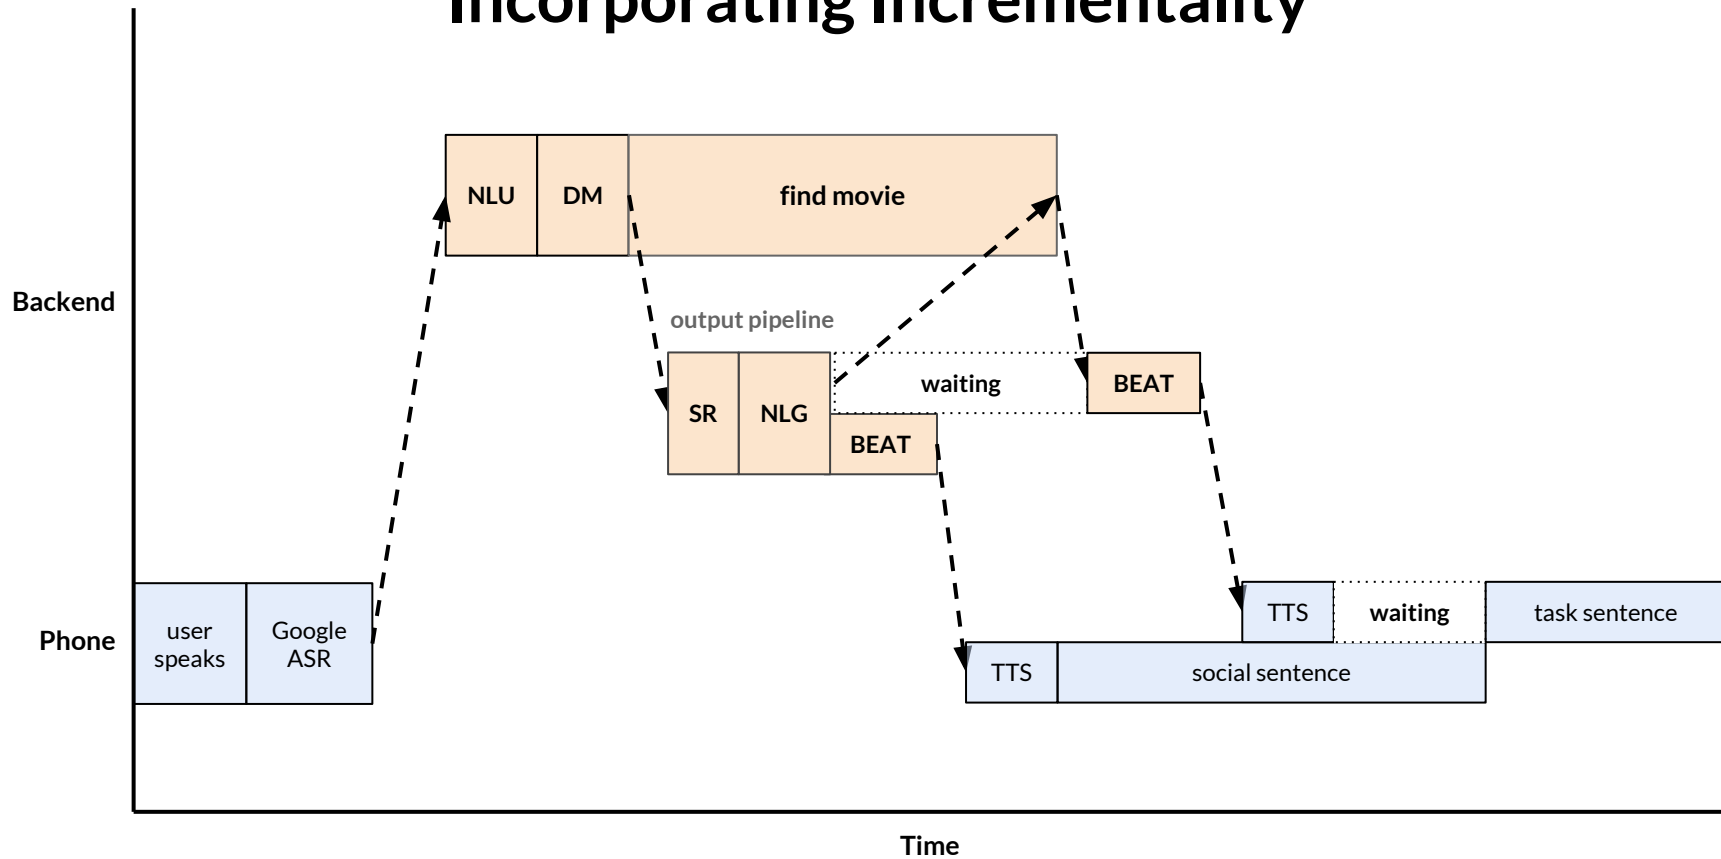 Incorporating Incrementality
NLU
DM
find movie
Backend
output pipeline
SR
NLG
waiting
BEAT
BEAT
Phone
user
speaks
Google
ASR
TTS
waiting
task sentence
TTS
social sentence
Time